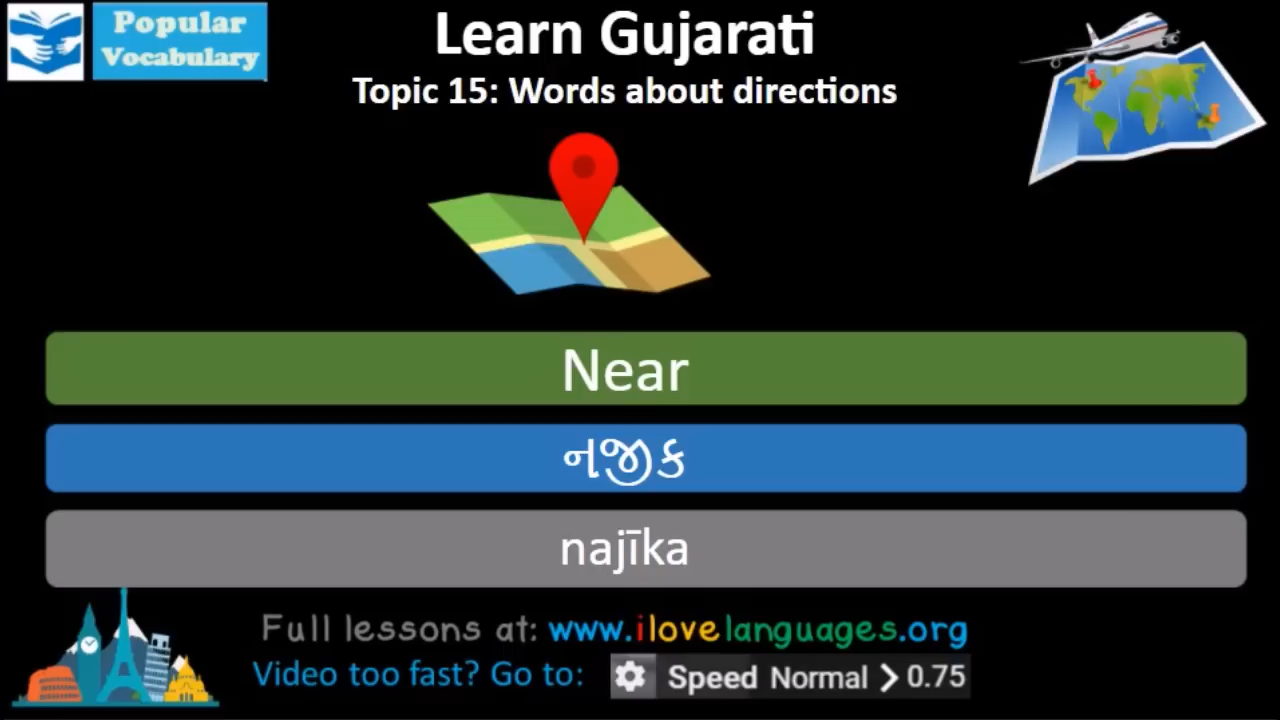 Popular
Vocabulary
Learn Gujarati
Topic 15: Words about directions
Near
નજીક
najīka
Full lessons at: www.ilovelanguages.org
Video too fast? Go to: Speed Normal > 0.75